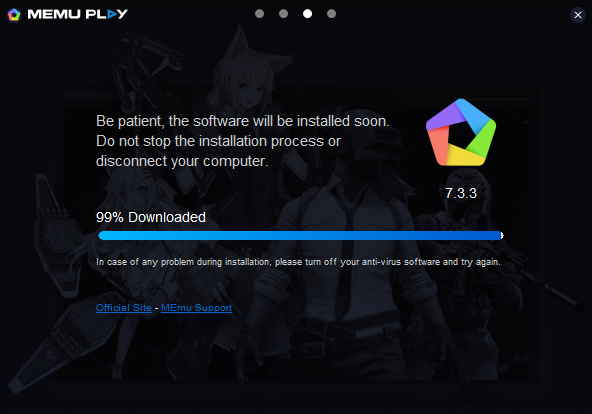 MEMU PLAY
Be patient, the software will be installed soon.
Do not stop the installation process or
disconnect your computer.
7.3.3
99% Downloaded
In case of any problem during installation, please turn off your anti-virus software and try again.
Official Site - MEmu Support